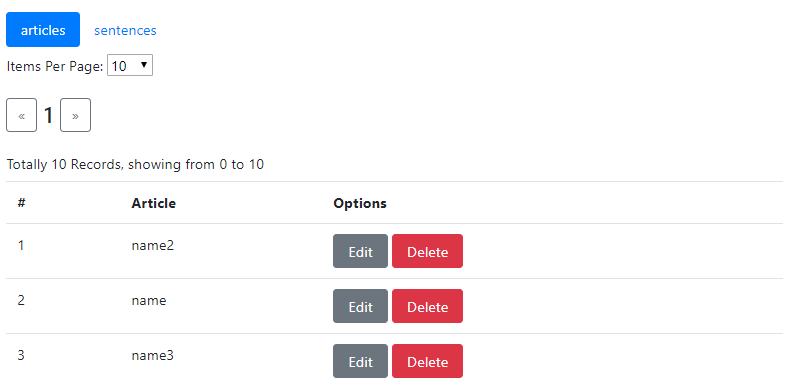 articles sentences
Items Per Page: 10
« 1 »
Totally 10 Records, showing from 0 to 10
# Article Options
1 name2 Edit Delete
2 name Edit Delete
3 name3 Edit Delete